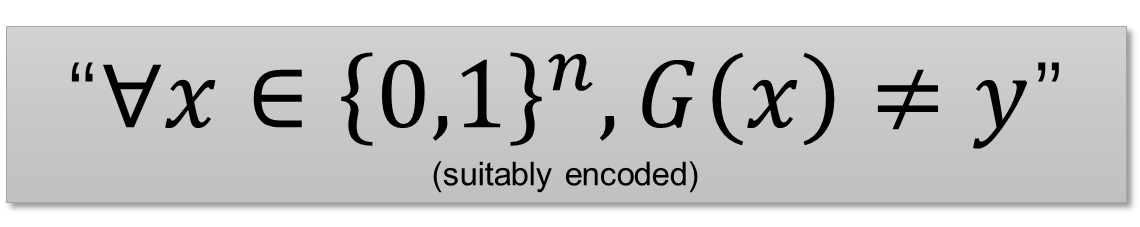 “∀x ∈ {0,1}ⁿ, G(x) ≠ y”
(suitably encoded)